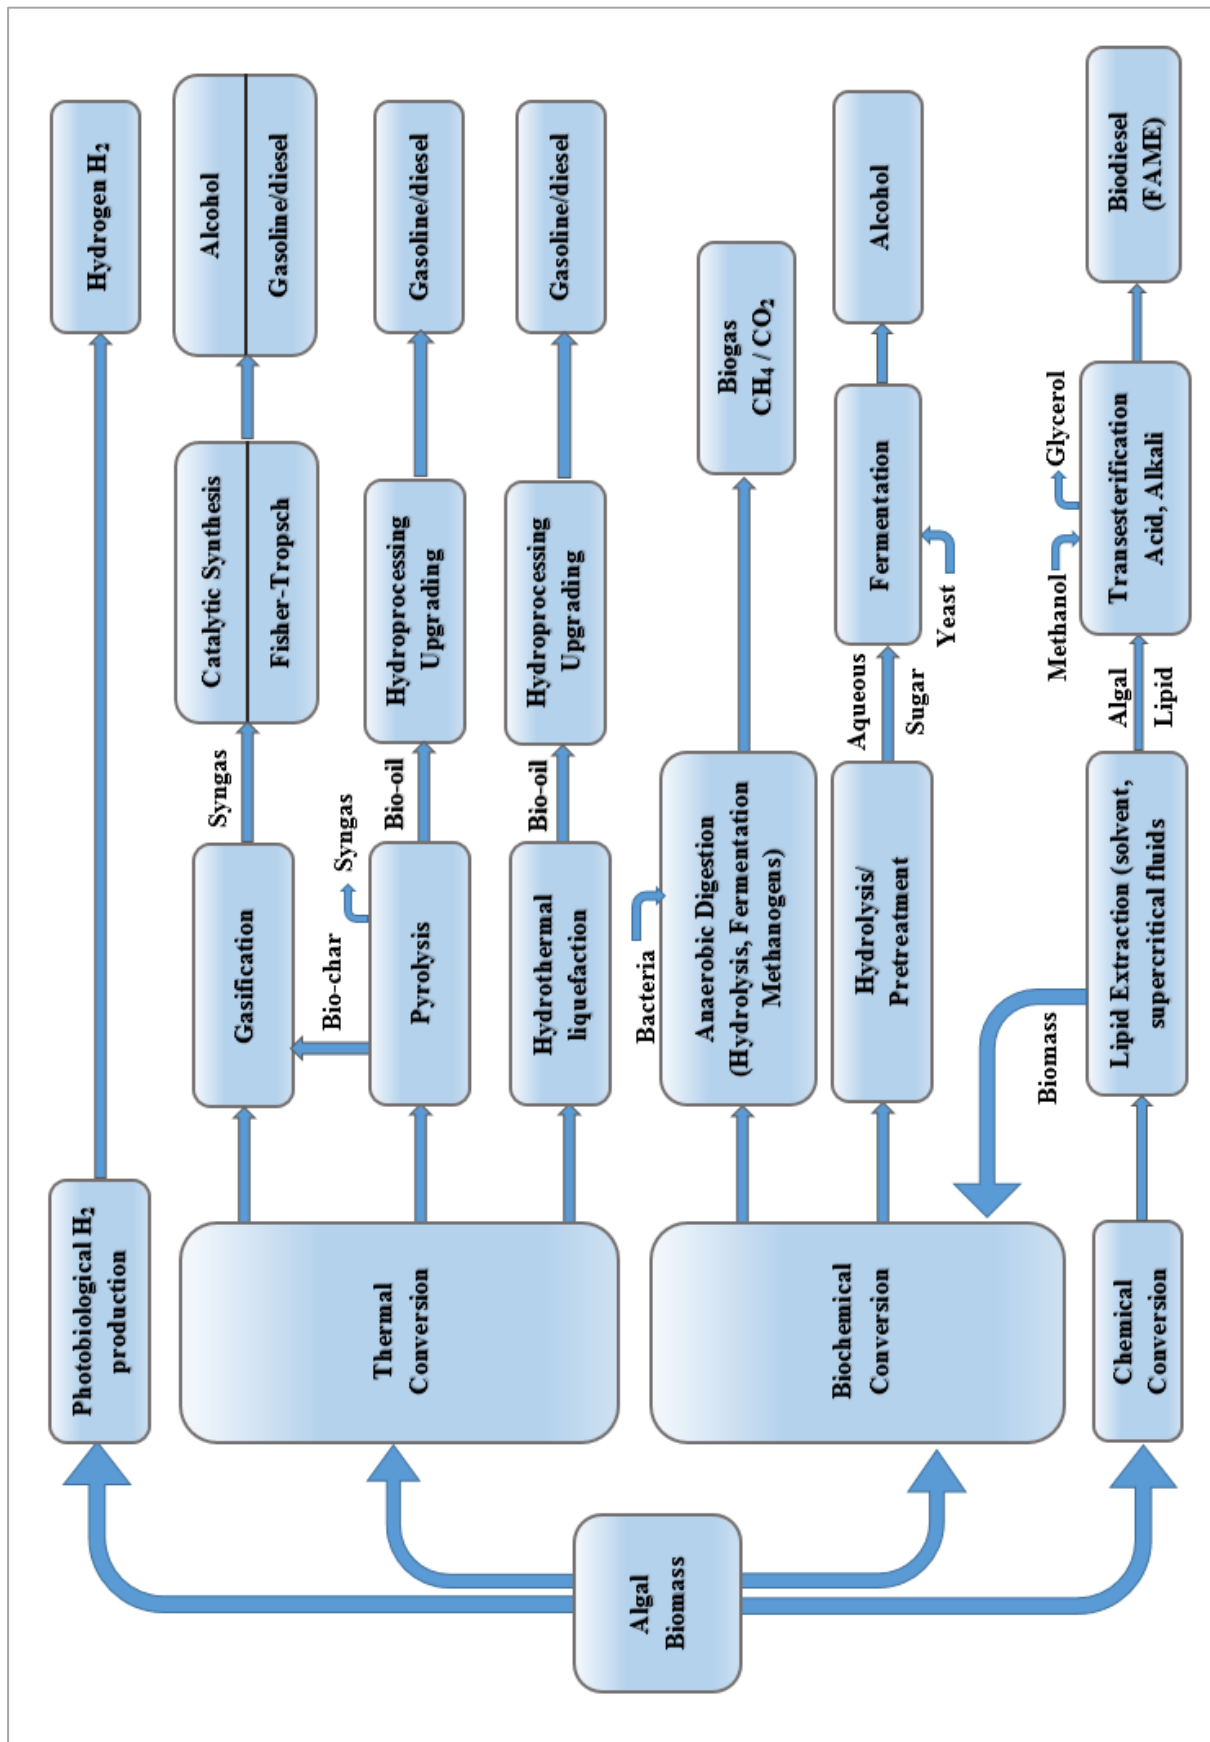 Algal
Biomass
Photobiological H₂
production
Hydrogen H₂
Thermal
Conversion
Gasification
Syngas
Catalytic Synthesis
Fisher-Tropsch
Alcohol
Gasoline/diesel
Bio-char
Syngas
Pyrolysis
Bio-oil
Hydroprocessing
Upgrading
Gasoline/diesel
Hydrothermal
liquefaction
Bio-oil
Hydroprocessing
Upgrading
Gasoline/diesel
Biochemical
Conversion
Bacteria
Anaerobic Digestion
(Hydrolysis, Fermentation
Methanogens)
Biogas
CH₄ / CO₂
Hydrolysis/
Pretreatment
Aqueous
Sugar
Fermentation
Yeast
Alcohol
Biomass
Chemical
Conversion
Lipid Extraction (solvent,
supercritical fluids
Algal
Lipid
Methanol
Glycerol
Transesterification
Acid, Alkali
Biodiesel
(FAME)